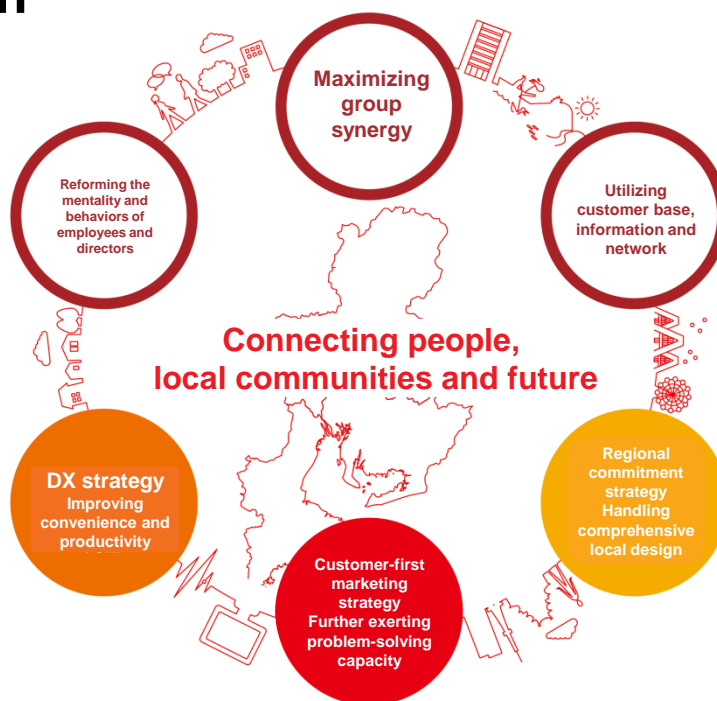 Maximizing
group
synergy
Reforming the
mentality and
behaviors of
employees and
directors
Utilizing
customer base,
information and
network
Connecting people,
local communities and future
DX strategy
Improving
convenience and
productivity
Regional
commitment
strategy
Handling
comprehensive
local design
Customer-first
marketing
strategy
Further exerting
problem-solving
capacity